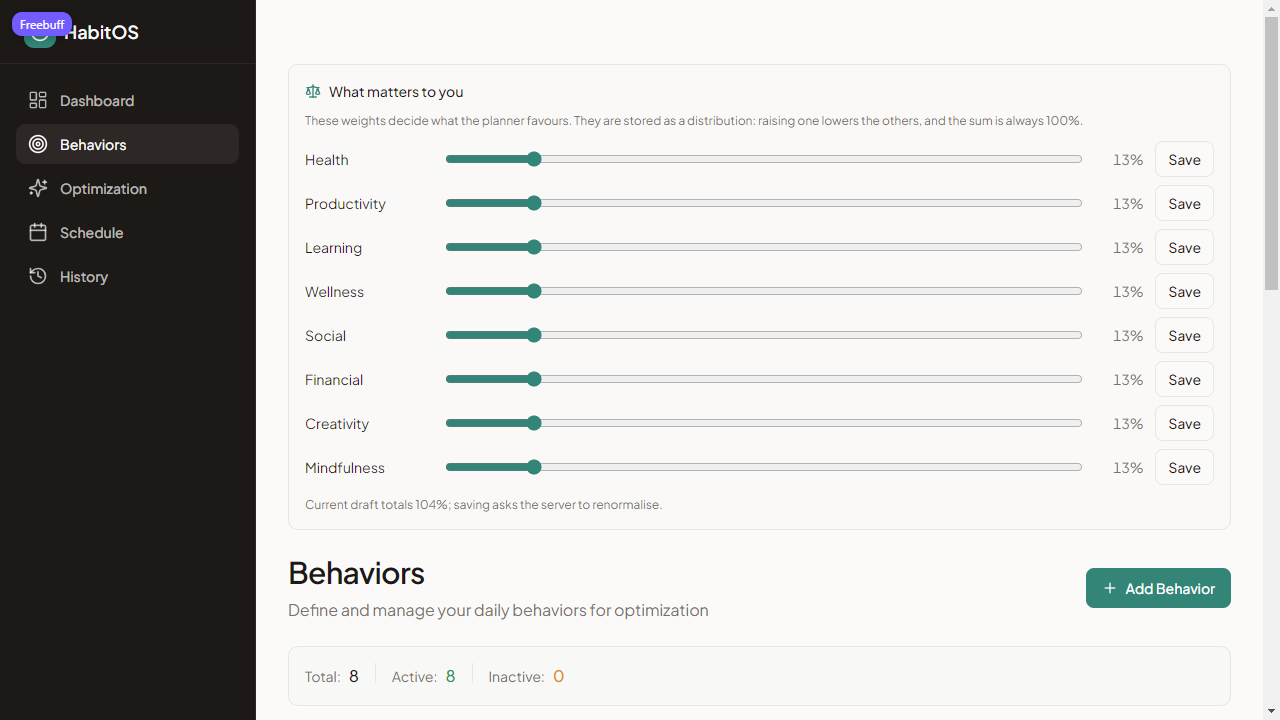 Freebuff
HabitOS
Dashboard
Behaviors
Optimization
Schedule
History
What matters to you
These weights decide what the planner favours. They are stored as a distribution: raising one lowers the others, and the sum is always 100%.
Health 13% Save
Productivity 13% Save
Learning 13% Save
Wellness 13% Save
Social 13% Save
Financial 13% Save
Creativity 13% Save
Mindfulness 13% Save
Current draft totals 104%; saving asks the server to renormalise.
Behaviors
Define and manage your daily behaviors for optimization
+ Add Behavior
Total: 8 Active: 8 Inactive: 0